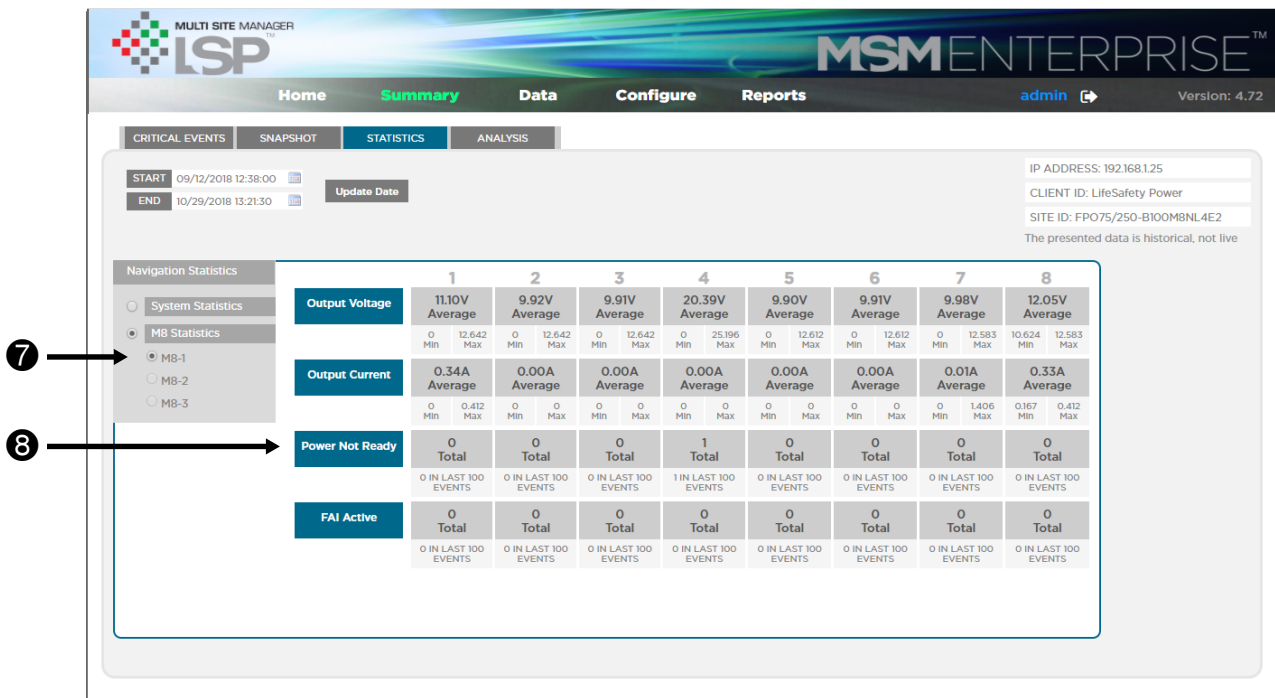 MULTI SITE MANAGER
LSP™
MSMENTERPRISE™
Home Summary Data Configure Reports admin Version: 4.72
CRITICAL EVENTS SNAPSHOT STATISTICS ANALYSIS
START 09/12/2018 12:38:00
END 10/29/2018 13:21:30
Update Date
IP ADDRESS: 192.168.1.25
CLIENT ID: LifeSafety Power
SITE ID: FPO75/250-B100M8NL4E2
The presented data is historical, not live
Navigation Statistics
System Statistics
M8 Statistics
7
M8-1
M8-2
M8-3
8
1 2 3 4 5 6 7 8
Output Voltage 11.10V 9.92V 9.91V 20.39V 9.90V 9.91V 9.98V 12.05V
Average Average Average Average Average Average Average Average
0 12.642 0 12.642 0 12.642 0 25.196 0 12.612 0 12.612 0 12.583 10.624 12.583
Min Max Min Max Min Max Min Max Min Max Min Max Min Max Min Max
Output Current 0.34A 0.00A 0.00A 0.00A 0.00A 0.00A 0.01A 0.33A
Average Average Average Average Average Average Average Average
0 0.412 0 0 0 0 0 0 0 0 0 0 0 1.406 0.167 0.412
Min Max Min Max Min Max Min Max Min Max Min Max Min Max Min Max
Power Not Ready 0 0 0 1 0 0 0 0
Total Total Total Total Total Total Total Total
0 IN LAST 100 0 IN LAST 100 0 IN LAST 100 1 IN LAST 100 0 IN LAST 100 0 IN LAST 100 0 IN LAST 100 0 IN LAST 100
EVENTS EVENTS EVENTS EVENTS EVENTS EVENTS EVENTS EVENTS
FAI Active 0 0 0 0 0 0 0 0
Total Total Total Total Total Total Total Total
0 IN LAST 100 0 IN LAST 100 0 IN LAST 100 0 IN LAST 100 0 IN LAST 100 0 IN LAST 100 0 IN LAST 100 0 IN LAST 100
EVENTS EVENTS EVENTS EVENTS EVENTS EVENTS EVENTS EVENTS